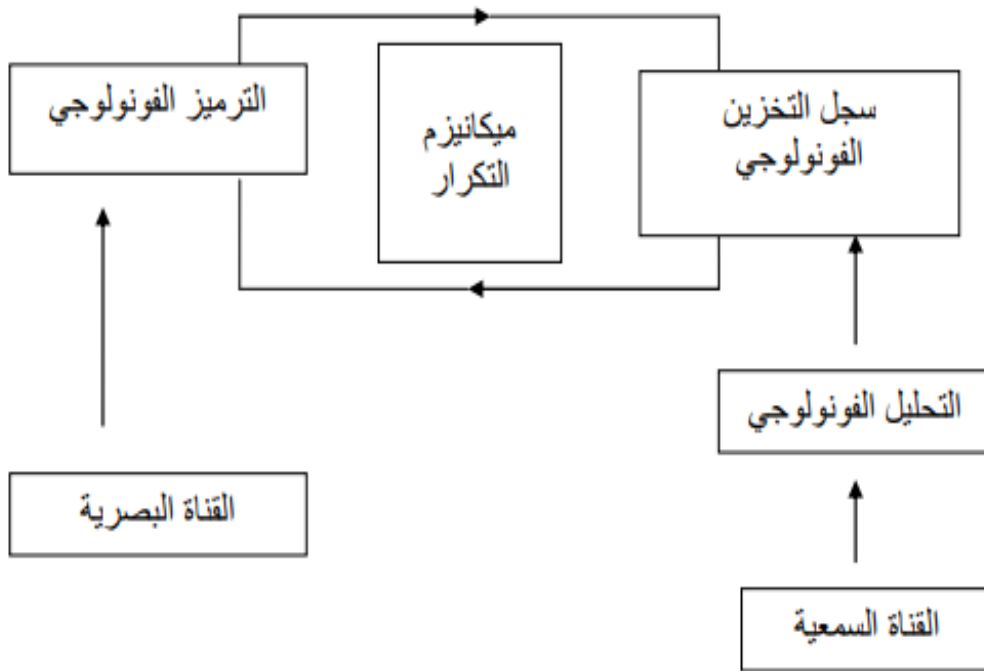 سجل التخزين
الفونولوجي
ميكانيزم
التكرار
الترميز الفونولوجي
التحليل الفونولوجي
القناة البصرية
القناة السمعية